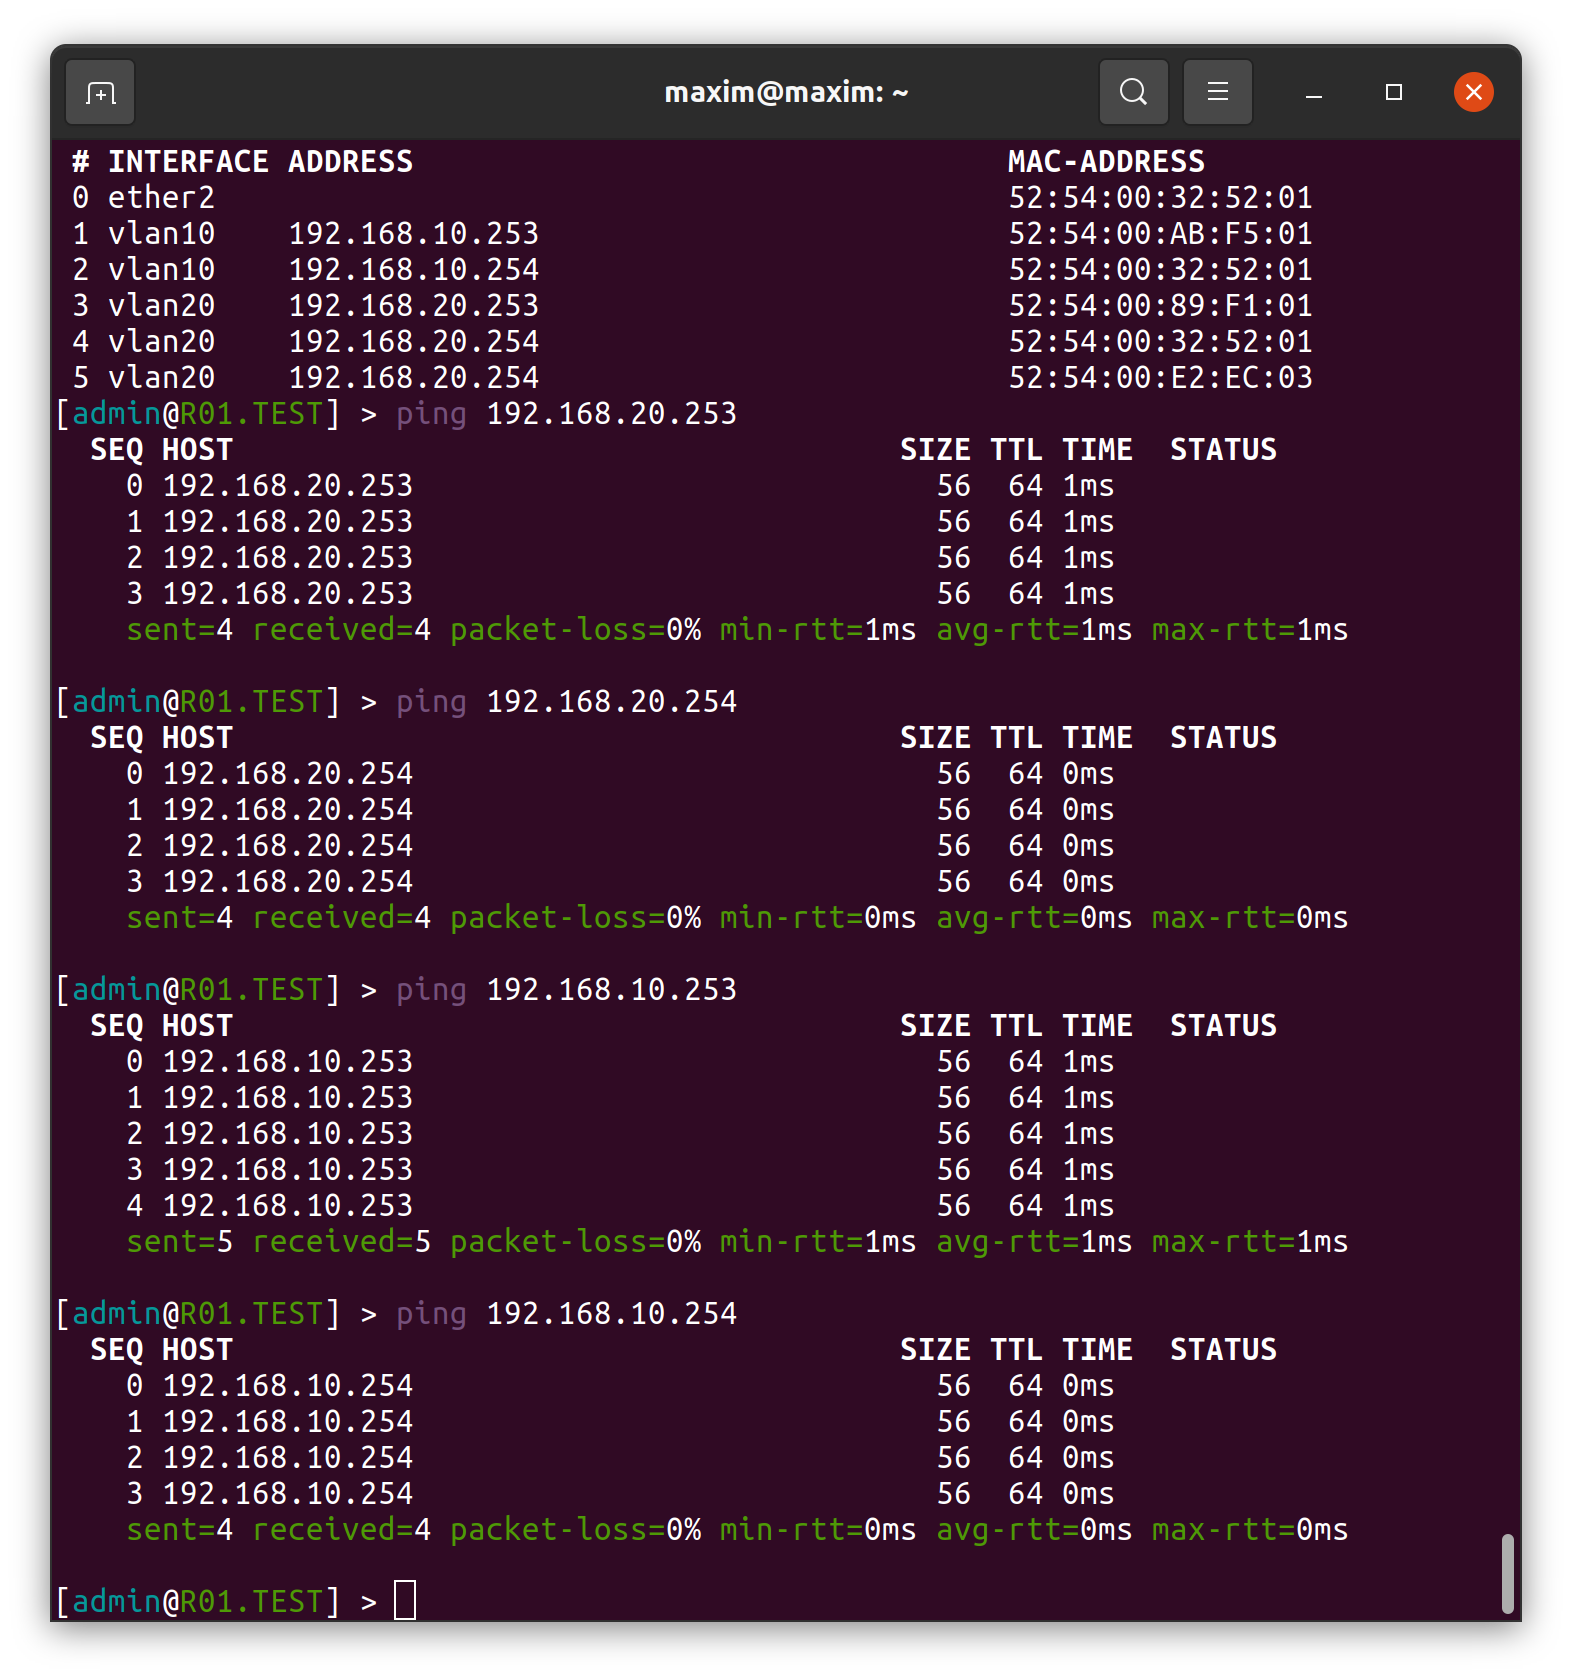 maxim@maxim: ~
# INTERFACE ADDRESS MAC-ADDRESS
0 ether2 52:54:00:32:52:01
1 vlan10 192.168.10.253 52:54:00:AB:F5:01
2 vlan10 192.168.10.254 52:54:00:32:52:01
3 vlan20 192.168.20.253 52:54:00:89:F1:01
4 vlan20 192.168.20.254 52:54:00:32:52:01
5 vlan20 192.168.20.254 52:54:00:E2:EC:03
[admin@R01.TEST] > ping 192.168.20.253
SEQ HOST SIZE TTL TIME STATUS
0 192.168.20.253 56 64 1ms
1 192.168.20.253 56 64 1ms
2 192.168.20.253 56 64 1ms
3 192.168.20.253 56 64 1ms
sent=4 received=4 packet-loss=0% min-rtt=1ms avg-rtt=1ms max-rtt=1ms
[admin@R01.TEST] > ping 192.168.20.254
SEQ HOST SIZE TTL TIME STATUS
0 192.168.20.254 56 64 0ms
1 192.168.20.254 56 64 0ms
2 192.168.20.254 56 64 0ms
3 192.168.20.254 56 64 0ms
sent=4 received=4 packet-loss=0% min-rtt=0ms avg-rtt=0ms max-rtt=0ms
[admin@R01.TEST] > ping 192.168.10.253
SEQ HOST SIZE TTL TIME STATUS
0 192.168.10.253 56 64 1ms
1 192.168.10.253 56 64 1ms
2 192.168.10.253 56 64 1ms
3 192.168.10.253 56 64 1ms
4 192.168.10.253 56 64 1ms
sent=5 received=5 packet-loss=0% min-rtt=1ms avg-rtt=1ms max-rtt=1ms
[admin@R01.TEST] > ping 192.168.10.254
SEQ HOST SIZE TTL TIME STATUS
0 192.168.10.254 56 64 0ms
1 192.168.10.254 56 64 0ms
2 192.168.10.254 56 64 0ms
3 192.168.10.254 56 64 0ms
sent=4 received=4 packet-loss=0% min-rtt=0ms avg-rtt=0ms max-rtt=0ms
[admin@R01.TEST] >